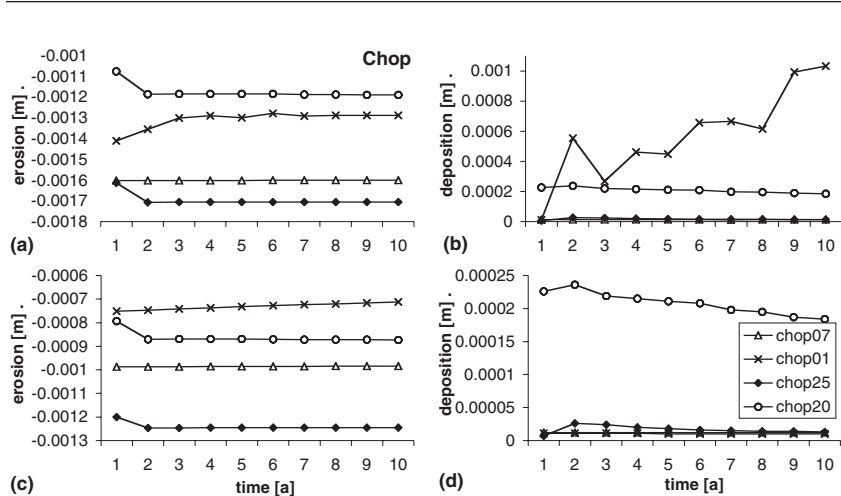 Chop
erosion [m] .
-0.001
-0.0011
-0.0012
-0.0013
-0.0014
-0.0015
-0.0016
-0.0017
-0.0018
1 2 3 4 5 6 7 8 9 10
(a)
deposition [m] .
0.001
0.0008
0.0006
0.0004
0.0002
0
1 2 3 4 5 6 7 8 9 10
(b)
erosion [m] .
-0.0006
-0.0007
-0.0008
-0.0009
-0.001
-0.0011
-0.0012
-0.0013
1 2 3 4 5 6 7 8 9 10
(c)
time [a]
deposition [m] .
0.00025
0.0002
0.00015
0.0001
0.00005
0
chop07
chop01
chop25
chop20
1 2 3 4 5 6 7 8 9 10
(d)
time [a]